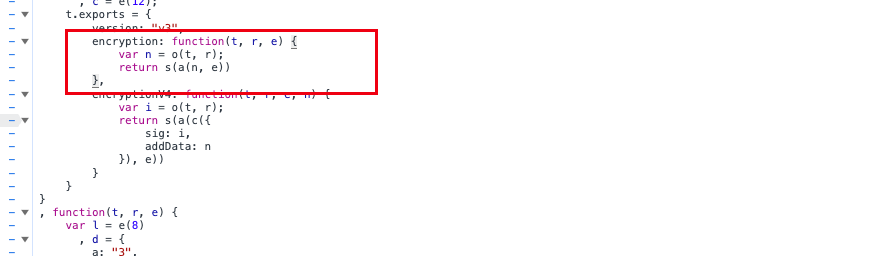 , c = e(12);
t.exports = {
version: "v3",
encryption: function(t, r, e) {
var n = o(t, r);
return s(a(n, e))
},
encryptionV4: function(t, r, e, n) {
var i = o(t, r);
return s(a(c({
sig: i,
addData: n
}), e))
}
}
}
, function(t, r, e) {
var l = e(8)
, d = {
a: "3",